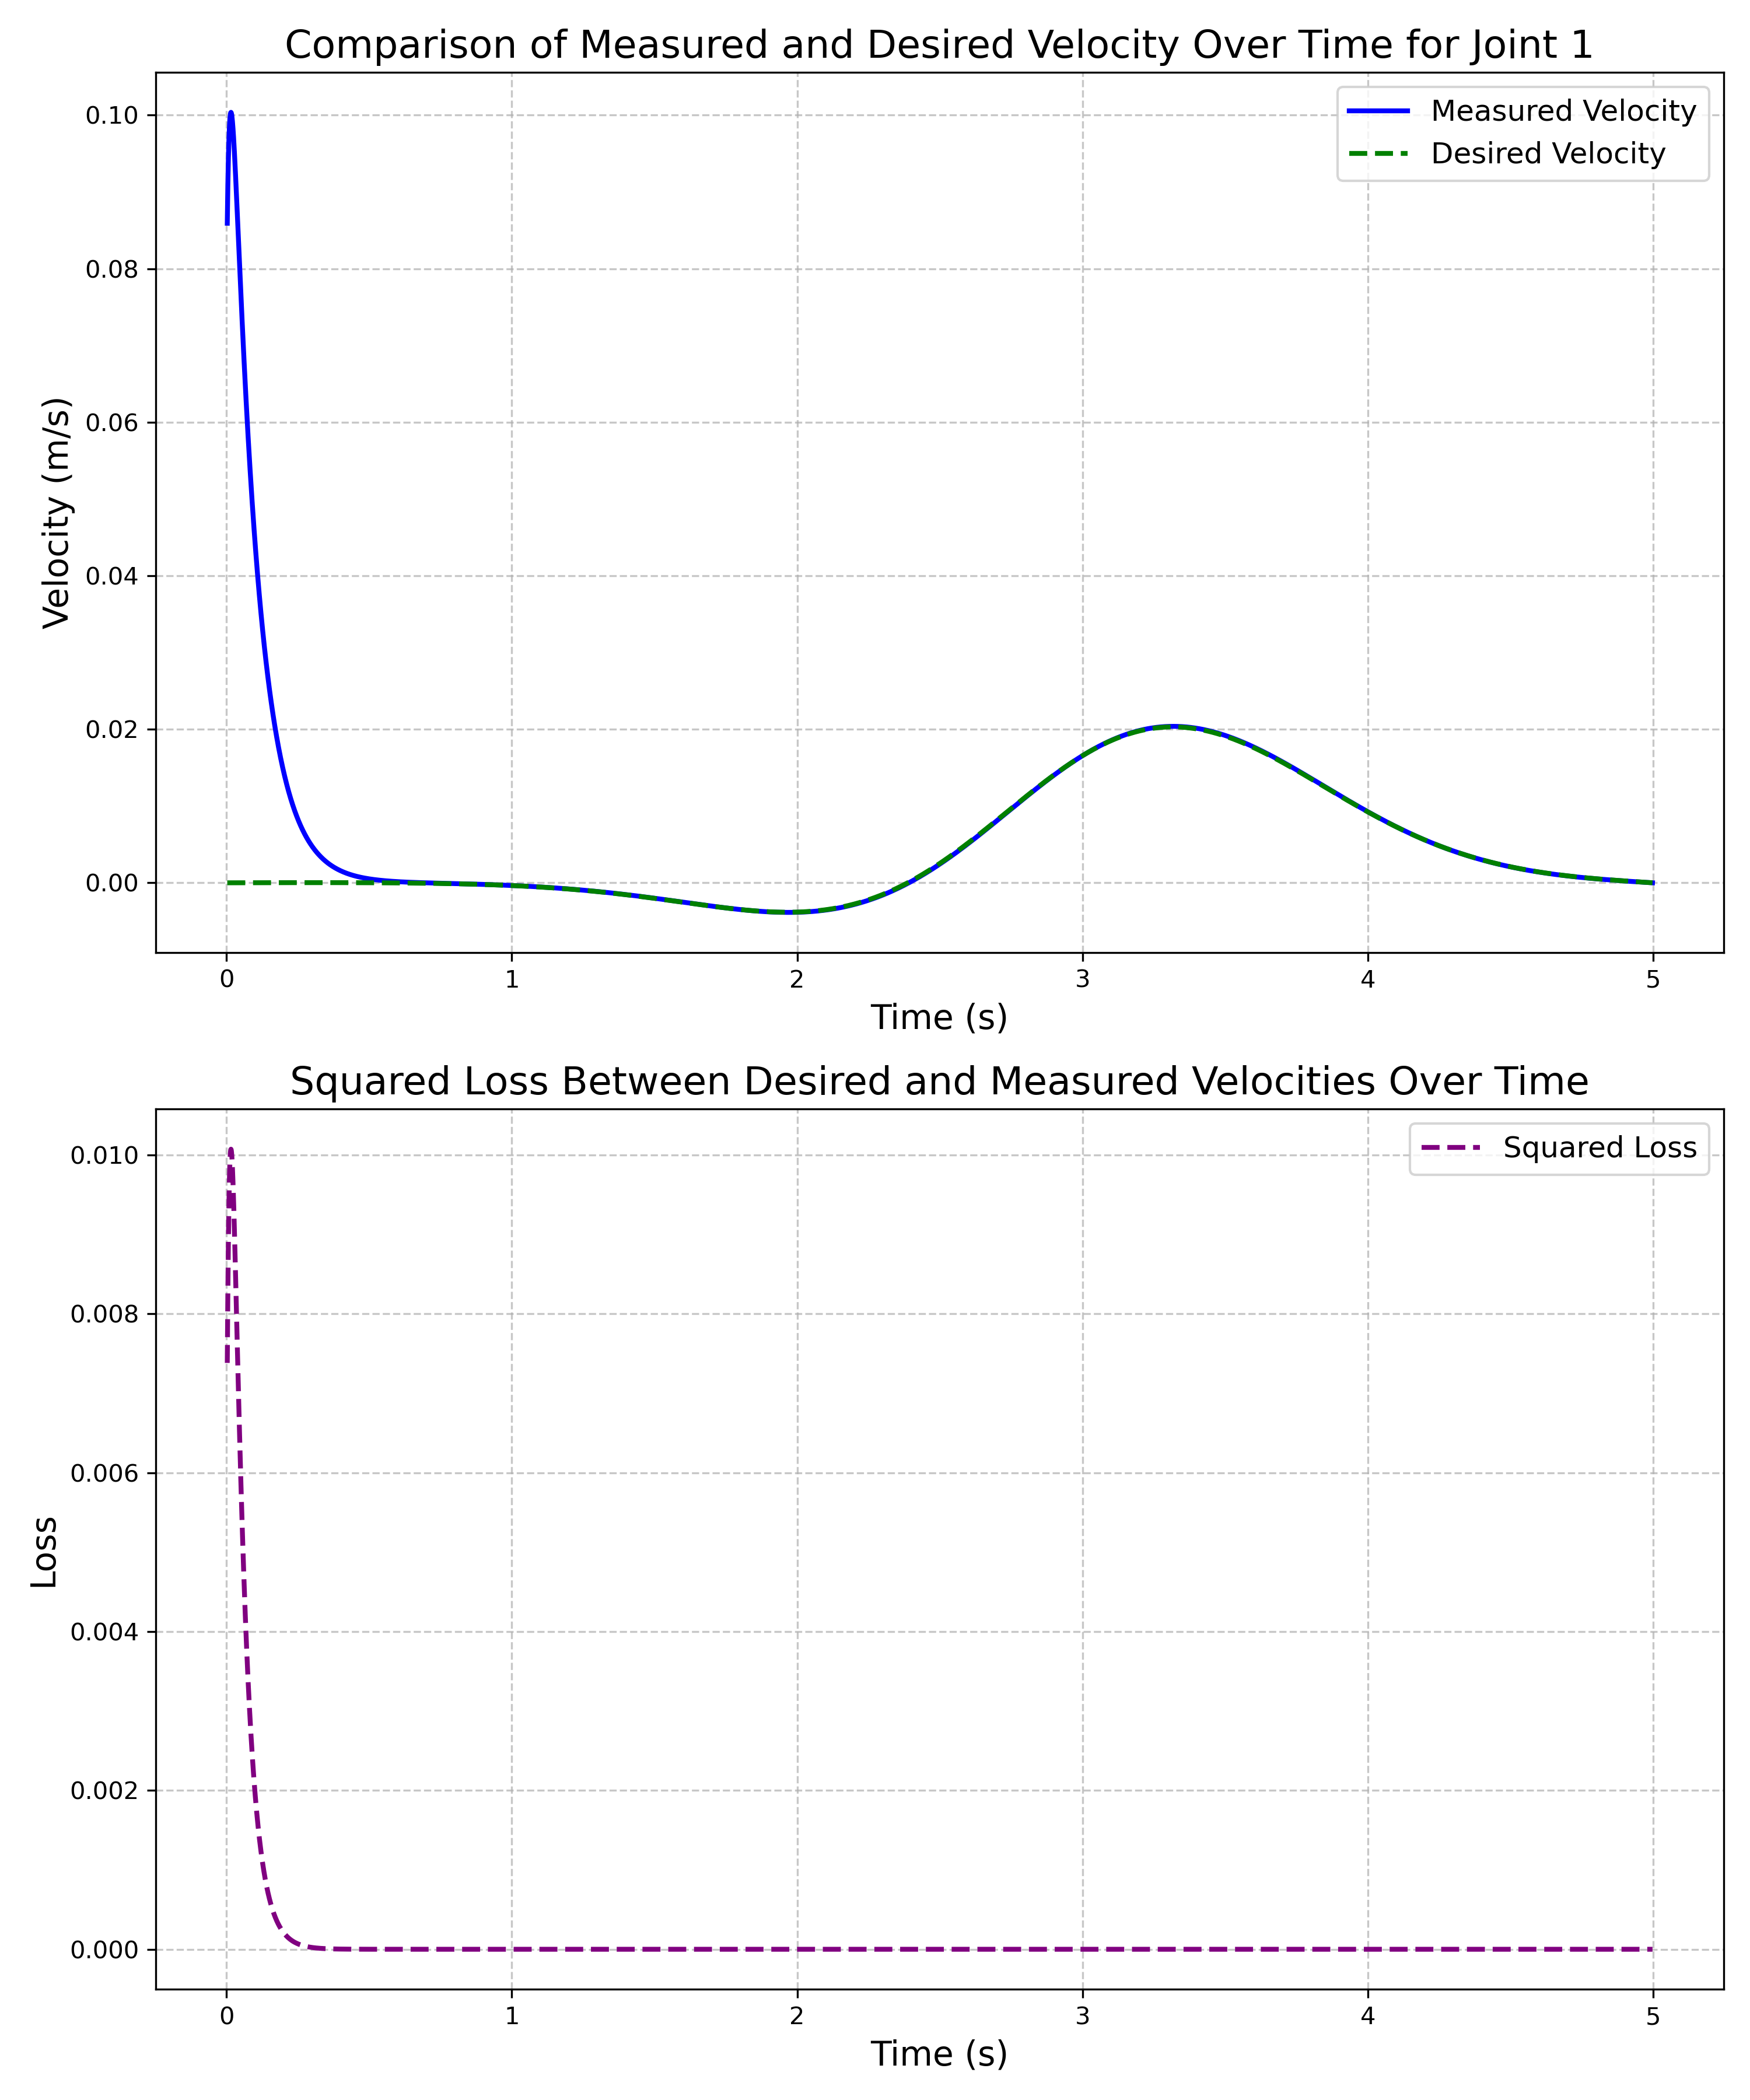 Comparison of Measured and Desired Velocity Over Time for Joint 1
Measured Velocity
Desired Velocity
Velocity (m/s)
0.10
0.08
0.06
0.04
0.02
0.00
0 1 2 3 4 5
Time (s)
Squared Loss Between Desired and Measured Velocities Over Time
Squared Loss
Loss
0.010
0.008
0.006
0.004
0.002
0.000
0 1 2 3 4 5
Time (s)